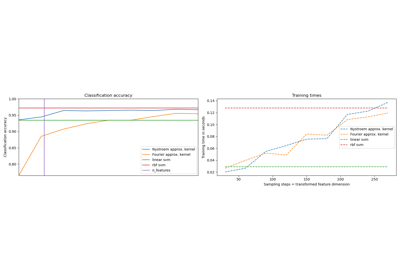 Classification accuracy
1.00
0.95
0.90
0.85
0.80
Classification accuracy
Nystroem approx. kernel
Fourier approx. kernel
linear svm
rbf svm
n_features
Training times
0.14
0.12
0.10
0.08
0.06
0.04
0.02
Training time in seconds
Nystroem approx. kernel
Fourier approx. kernel
linear svm
rbf svm
50
100
150
200
250
Sampling steps = transformed feature dimension